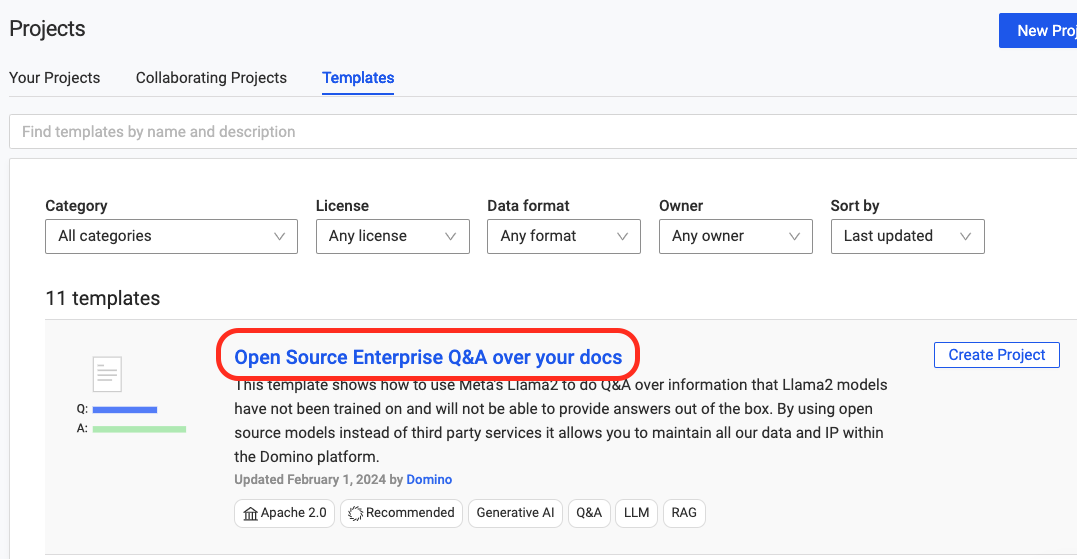 Projects
New Proj
Your Projects Collaborating Projects Templates
Find templates by name and description
Category License Data format Owner Sort by
All categories Any license Any format Any owner Last updated
11 templates
Open Source Enterprise Q&A over your docs
Create Project
This template shows how to use Meta's Llama2 to do Q&A over information that Llama2 models
have not been trained on and will not be able to provide answers out of the box. By using open
source models instead of third party services it allows you to maintain all our data and IP within
the Domino platform.
Q:
A:
Updated February 1, 2024 by Domino
Apache 2.0 Recommended Generative AI Q&A LLM RAG